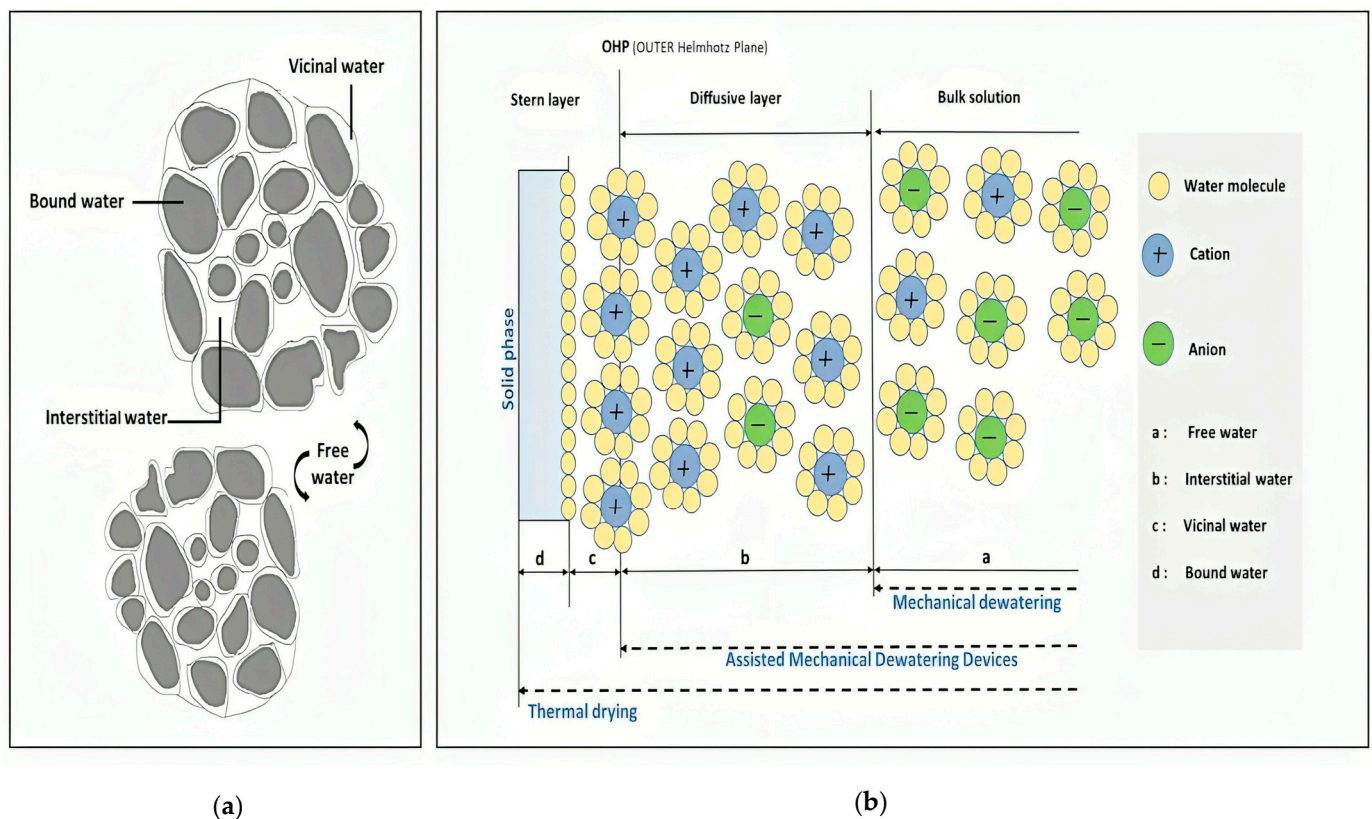 Vicinal water
Bound water
Interstitial water
Free
water
(a)
OHP (OUTER Helmhotz Plane)
Stern layer
Diffusive layer
Bulk solution
Solid phase
+
+
+
+
+
+
+
+
+
+
+
−
−
−
+
−
+
−
−
−
−
d
c
b
a
Mechanical dewatering
Assisted Mechanical Dewatering Devices
Thermal drying
Water molecule
+ Cation
− Anion
a : Free water
b : Interstitial water
c : Vicinal water
d : Bound water
(b)